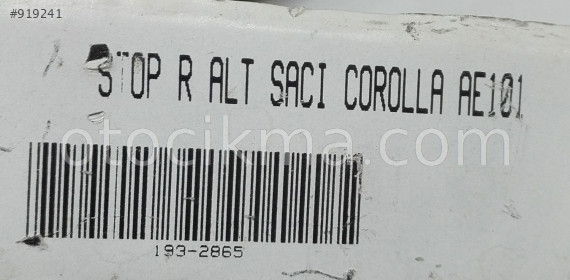 #919241
STOP R ALT SACI COROLLA AE101
otocikma.com
193-2865